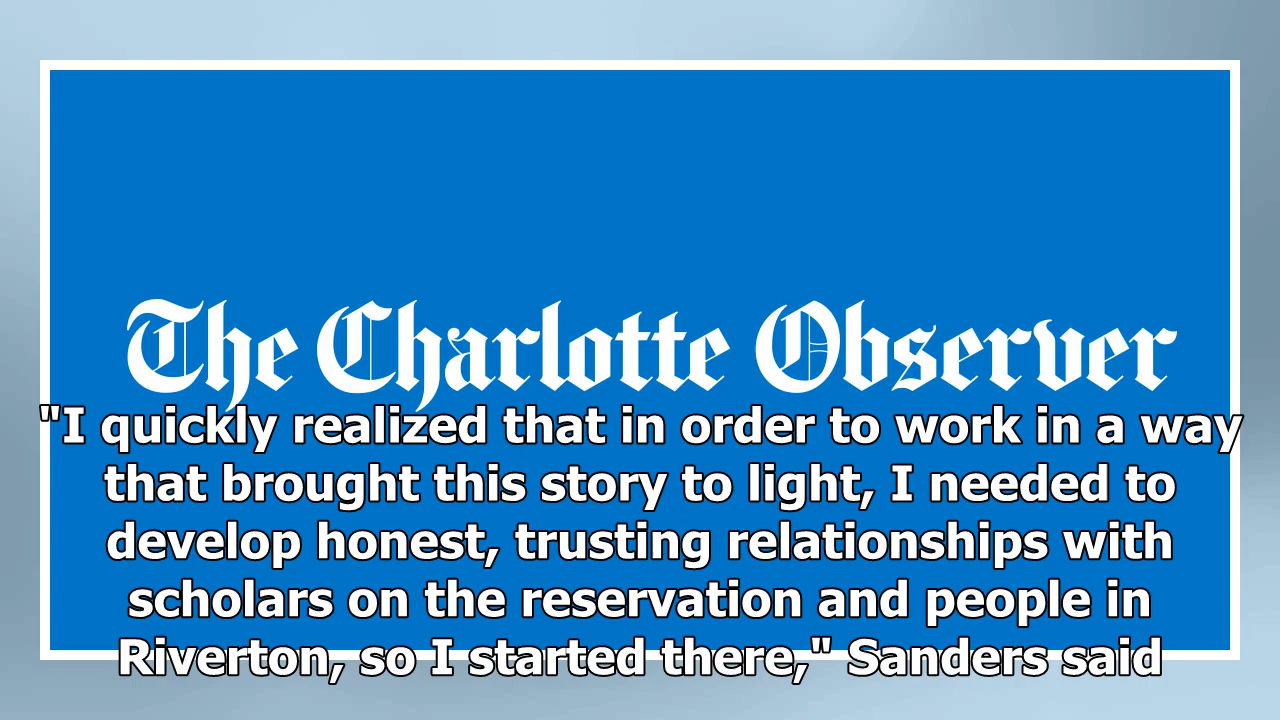 The Charlotte Observer
"I quickly realized that in order to work in a way
that brought this story to light, I needed to
develop honest, trusting relationships with
scholars on the reservation and people in
Riverton, so I started there," Sanders said